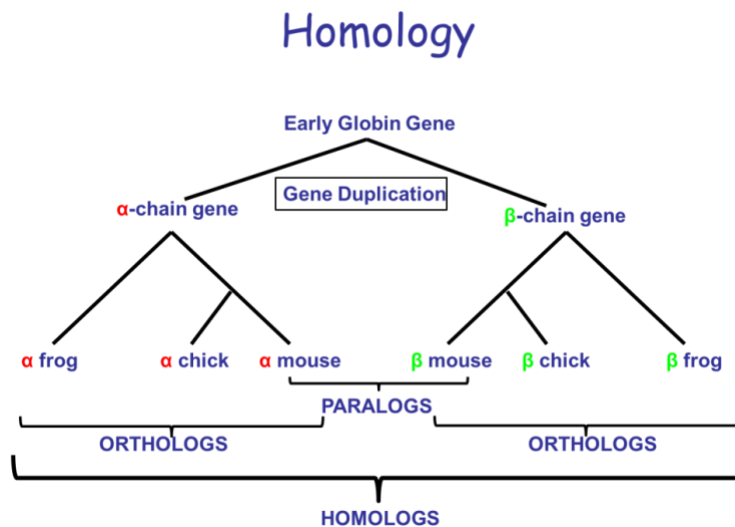 Homology
Early Globin Gene
Gene Duplication
α-chain gene
β-chain gene
α frog
α chick
α mouse
β mouse
β chick
β frog
PARALOGS
ORTHOLOGS
ORTHOLOGS
HOMOLOGS